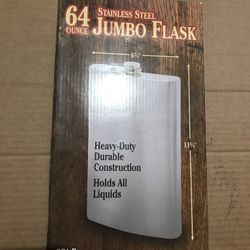 64 OUNCE
STAINLESS STEEL
JUMBO FLASK
Heavy-Duty
Durable
Construction
Holds All
Liquids